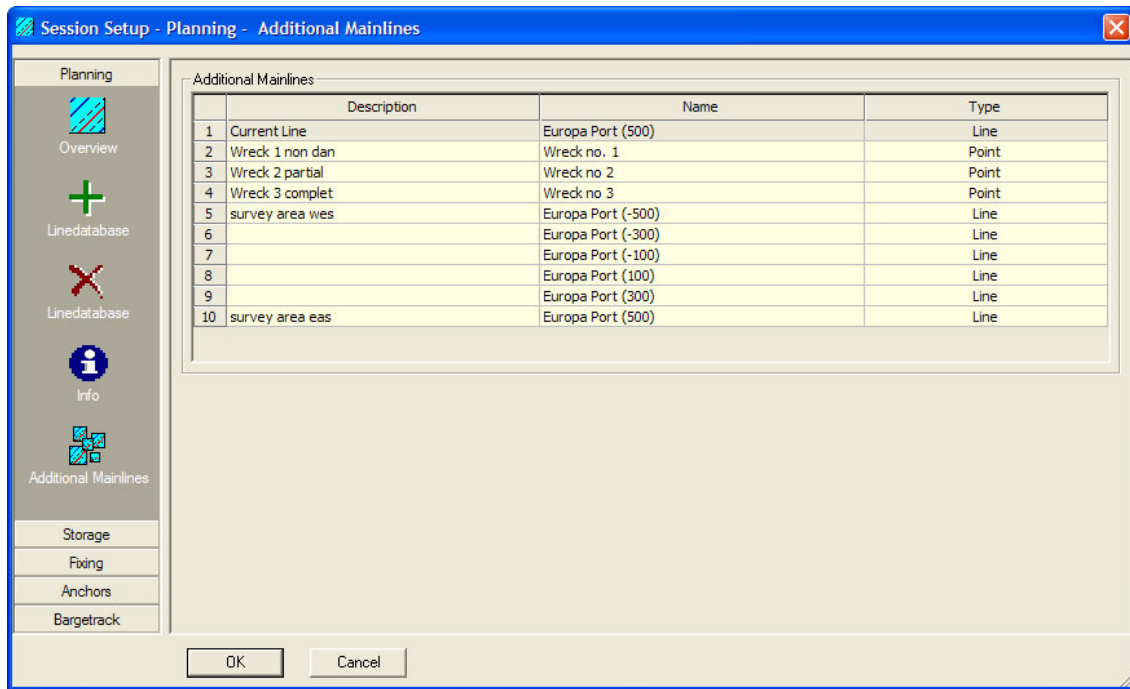 Session Setup - Planning - Additional Mainlines
Planning
Overview
Linedatabase
Linedatabase
Info
Additional Mainlines
Storage
Fixing
Anchors
Bargetrack
Additional Mainlines
Description Name Type
1 Current Line Europa Port (500) Line
2 Wreck 1 non dan Wreck no. 1 Point
3 Wreck 2 partial Wreck no 2 Point
4 Wreck 3 complet Wreck no 3 Point
5 survey area wes Europa Port (-500) Line
6 Europa Port (-300) Line
7 Europa Port (-100) Line
8 Europa Port (100) Line
9 Europa Port (300) Line
10 survey area eas Europa Port (500) Line
OK Cancel